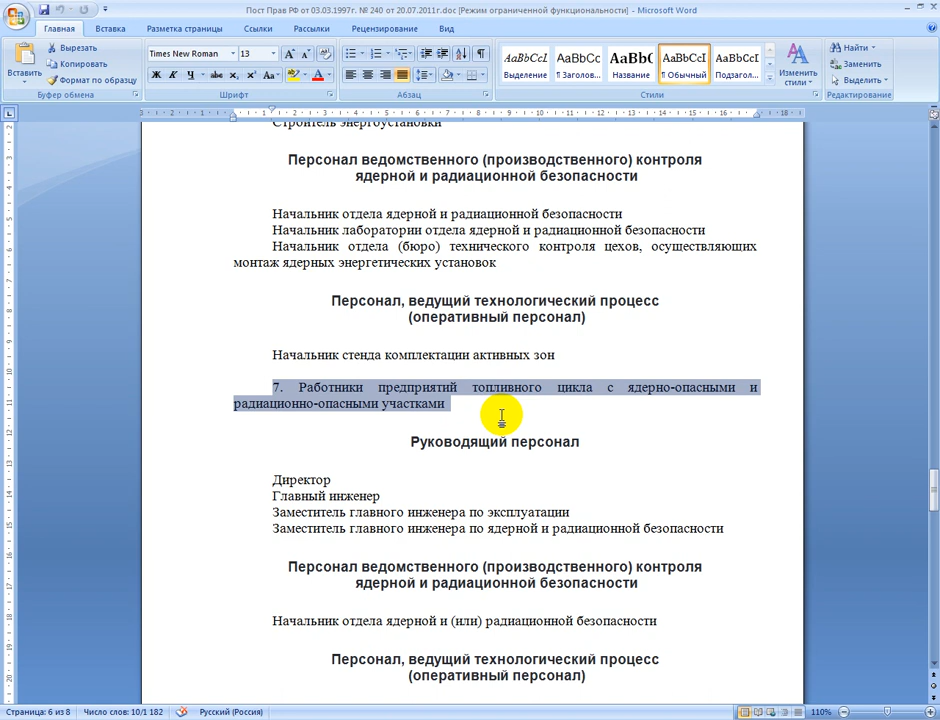 Пост Прав РФ от 03.03.1997г. № 240 от 20.07.2011г.doc [Режим ограниченной функциональности] - Microsoft Word
Главная Вставка Разметка страницы Ссылки Рассылки Рецензирование Вид
Вставить
Вырезать
Копировать
Формат по образцу
Буфер обмена
Times New Roman 13
Ж К Ч abc x₂ x² Aa
Шрифт
Абзац
AaBbCcI AaBbCc AaBbC AaBbCcI AaBbCc
Выделение ¶ Заголов... Название ¶ Обычный Подзагол...
Изменить стили
Стили
Найти
Заменить
Выделить
Редактирование
Строитель энергоустановки
Персонал ведомственного (производственного) контроля
ядерной и радиационной безопасности
Начальник отдела ядерной и радиационной безопасности
Начальник лаборатории отдела ядерной и радиационной безопасности
Начальник отдела (бюро) технического контроля цехов, осуществляющих
монтаж ядерных энергетических установок
Персонал, ведущий технологический процесс
(оперативный персонал)
Начальник стенда комплектации активных зон
7. Работники предприятий топливного цикла с ядерно-опасными и
радиационно-опасными участками
Руководящий персонал
Директор
Главный инженер
Заместитель главного инженера по эксплуатации
Заместитель главного инженера по ядерной и радиационной безопасности
Персонал ведомственного (производственного) контроля
ядерной и радиационной безопасности
Начальник отдела ядерной и (или) радиационной безопасности
Персонал, ведущий технологический процесс
(оперативный персонал)
Страница: 6 из 8 Число слов: 10/1 182 Русский (Россия) 110%